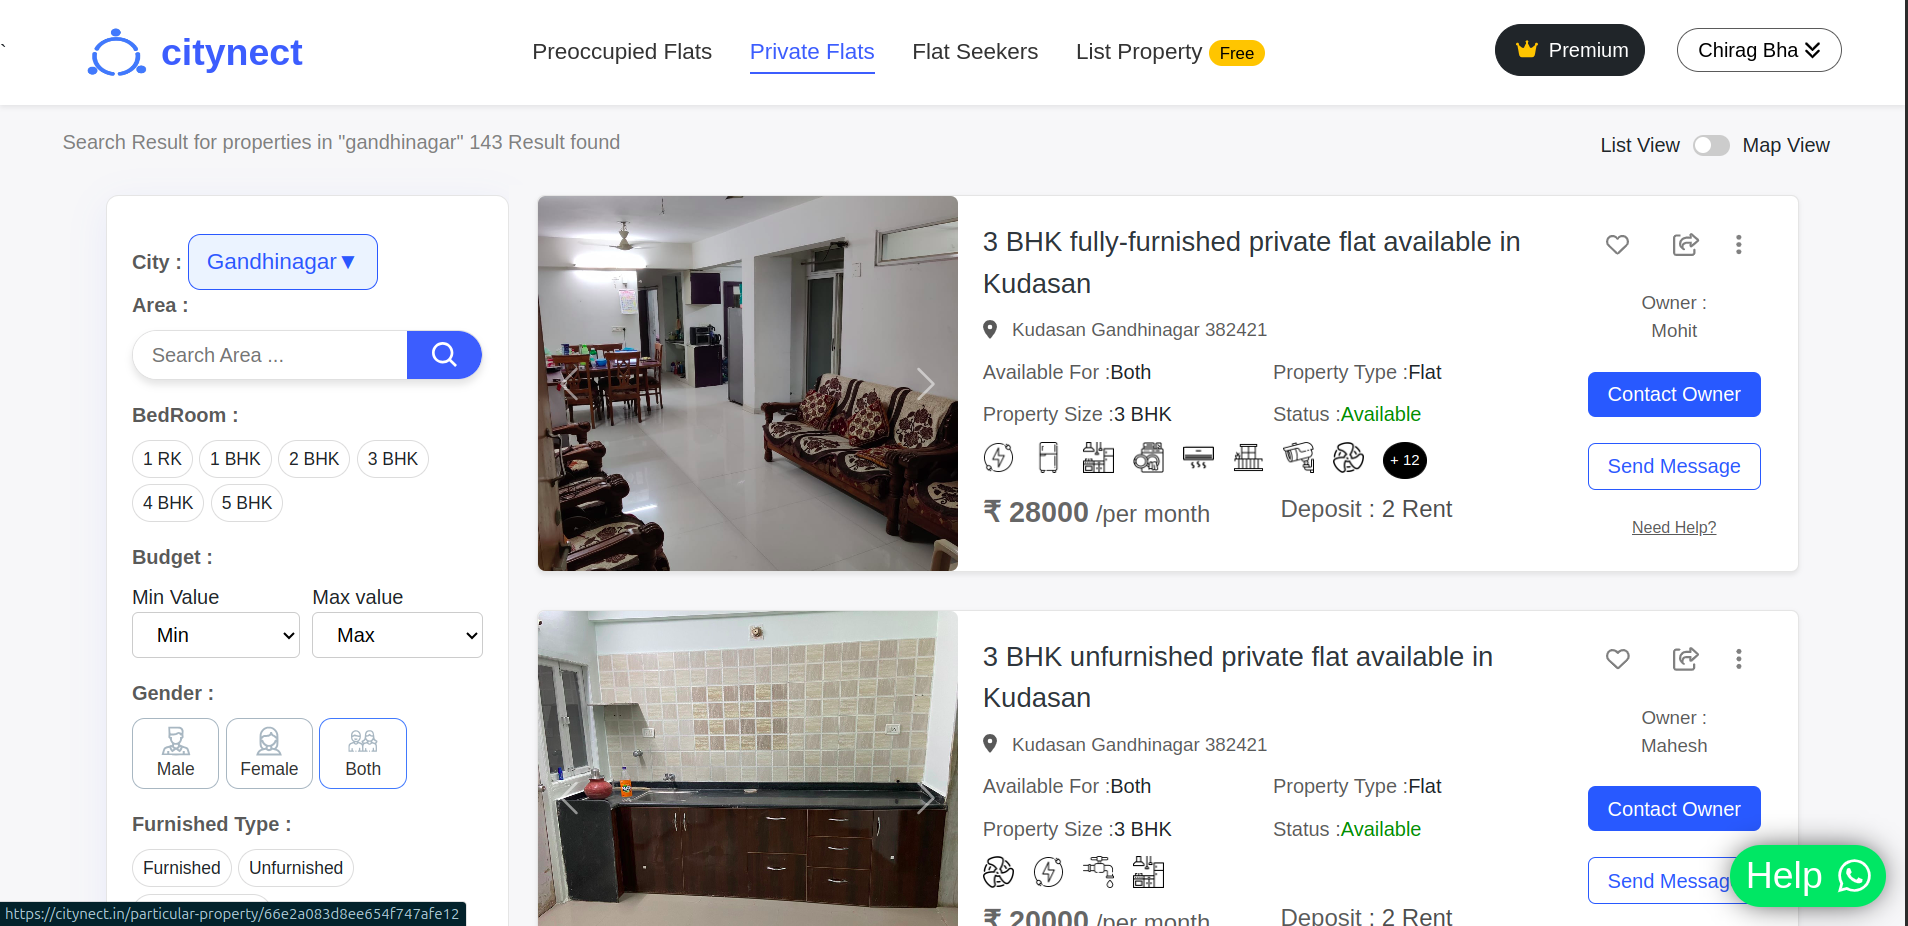 `
citynect
Preoccupied Flats
Private Flats
Flat Seekers
List Property Free
Premium
Chirag Bha
Search Result for properties in "gandhinagar" 143 Result found
List View
Map View
City :
Gandhinagar▼
Area :
Search Area ...
BedRoom :
1 RK
1 BHK
2 BHK
3 BHK
4 BHK
5 BHK
Budget :
Min Value
Max value
Min
Max
Gender :
Male
Female
Both
Furnished Type :
Furnished
Unfurnished
3 BHK fully-furnished private flat available in
Kudasan
Kudasan Gandhinagar 382421
Available For :Both
Property Type :Flat
Property Size :3 BHK
Status :Available
+ 12
₹ 28000 /per month
Deposit : 2 Rent
Owner :
Mohit
Contact Owner
Send Message
Need Help?
3 BHK unfurnished private flat available in
Kudasan
Kudasan Gandhinagar 382421
Available For :Both
Property Type :Flat
Property Size :3 BHK
Status :Available
₹ 20000 /per month
Deposit : 2 Rent
Owner :
Mahesh
Contact Owner
Send Messag
Help
https://citynect.in/particular-property/66e2a083d8ee654f747afe12